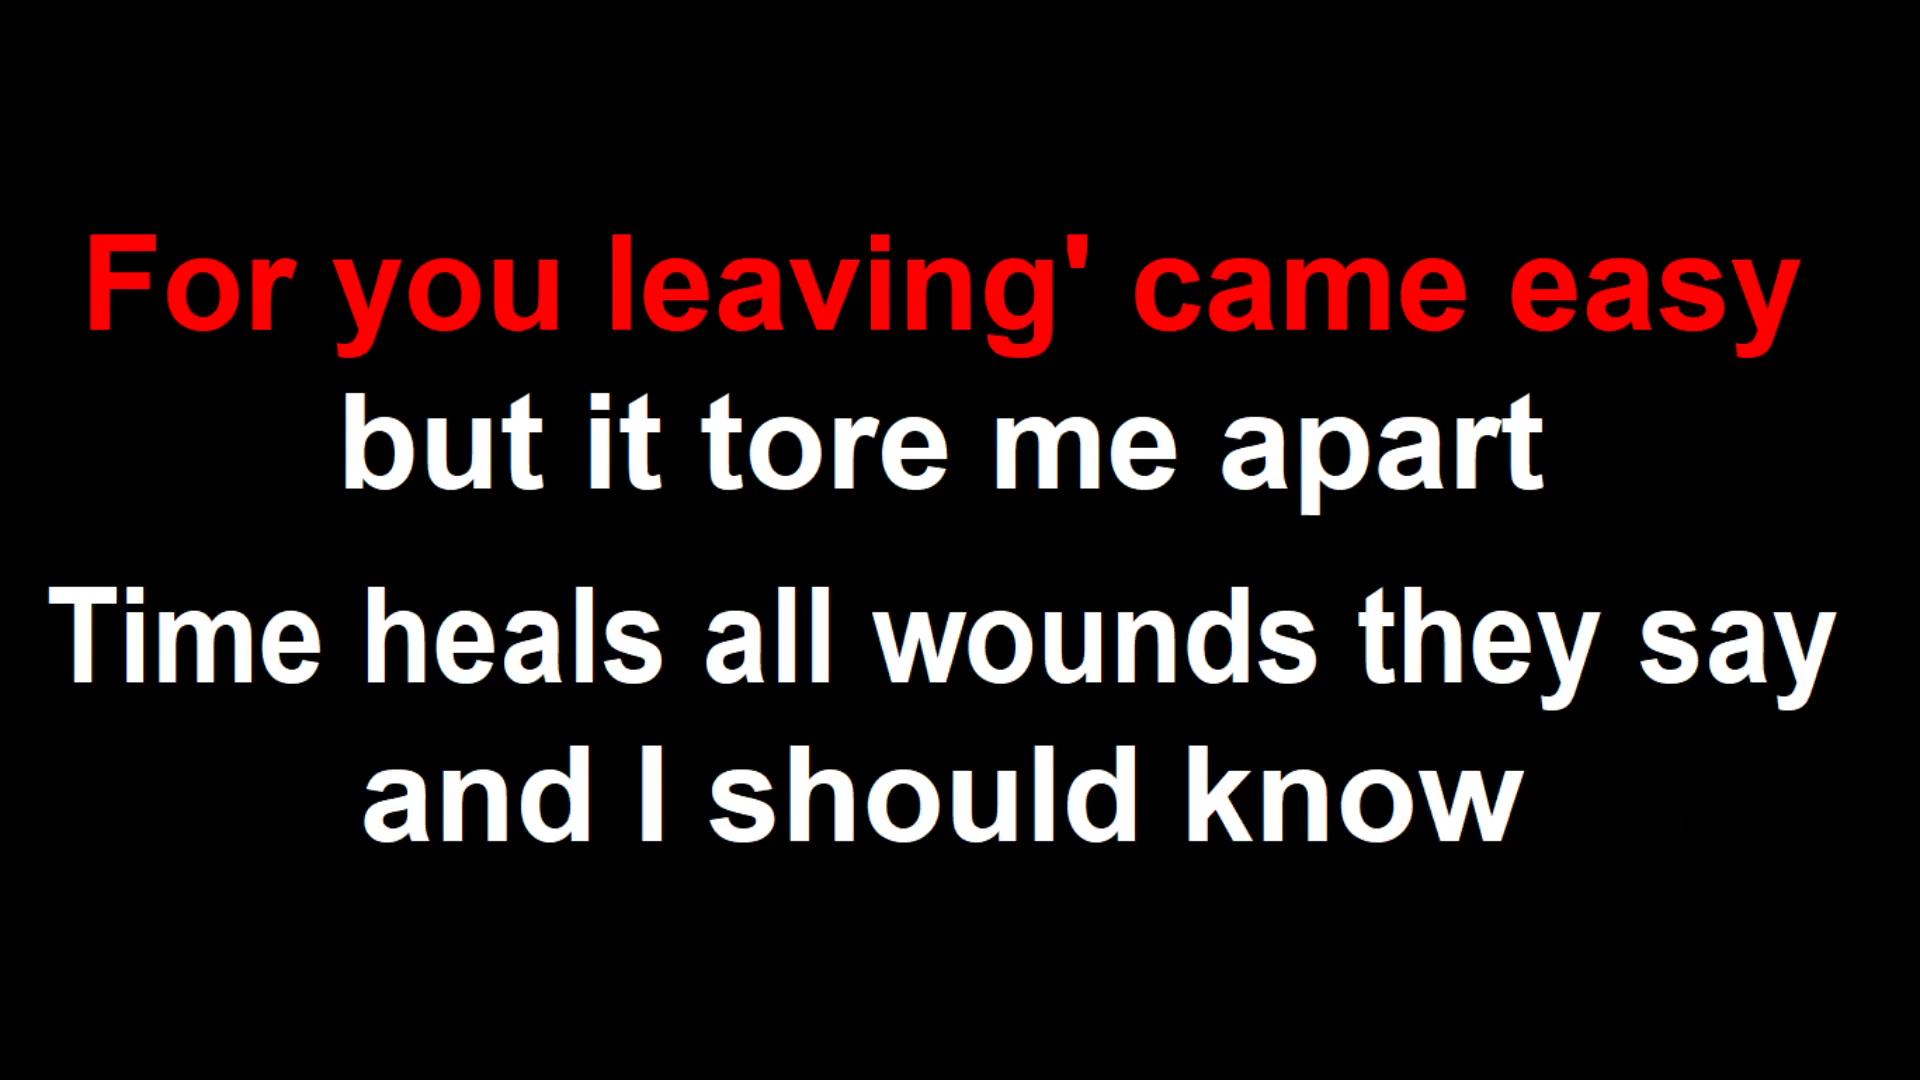 For you leaving' came easy
but it tore me apart
Time heals all wounds they say
and I should know